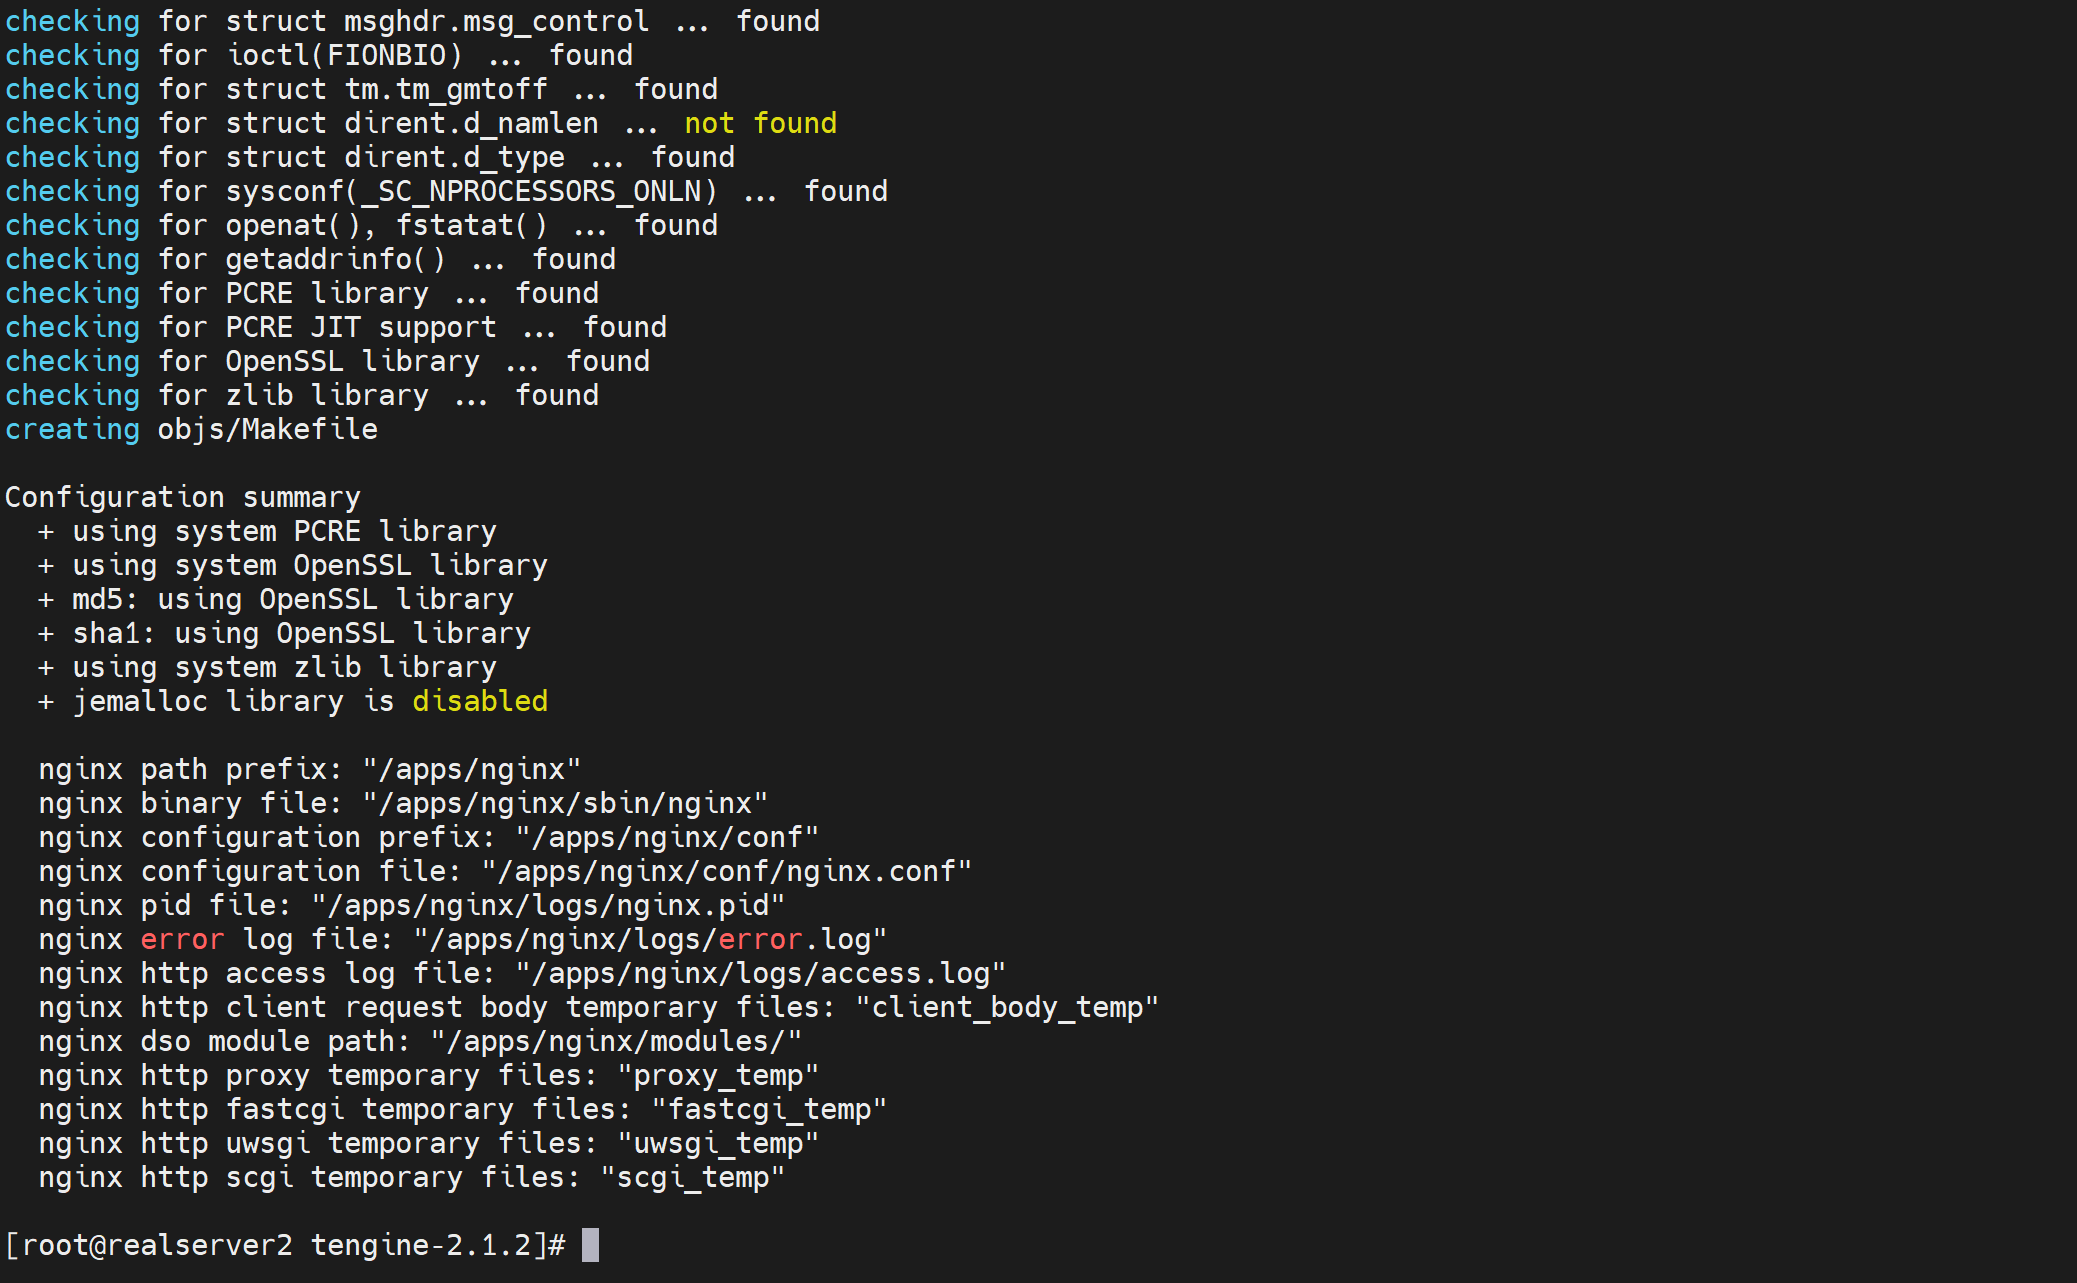 checking for struct msghdr.msg_control ... found
checking for ioctl(FIONBIO) ... found
checking for struct tm.tm_gmtoff ... found
checking for struct dirent.d_namlen ... not found
checking for struct dirent.d_type ... found
checking for sysconf(_SC_NPROCESSORS_ONLN) ... found
checking for openat(), fstatat() ... found
checking for getaddrinfo() ... found
checking for PCRE library ... found
checking for PCRE JIT support ... found
checking for OpenSSL library ... found
checking for zlib library ... found
creating objs/Makefile
Configuration summary
+ using system PCRE library
+ using system OpenSSL library
+ md5: using OpenSSL library
+ sha1: using OpenSSL library
+ using system zlib library
+ jemalloc library is disabled
nginx path prefix: "/apps/nginx"
nginx binary file: "/apps/nginx/sbin/nginx"
nginx configuration prefix: "/apps/nginx/conf"
nginx configuration file: "/apps/nginx/conf/nginx.conf"
nginx pid file: "/apps/nginx/logs/nginx.pid"
nginx error log file: "/apps/nginx/logs/error.log"
nginx http access log file: "/apps/nginx/logs/access.log"
nginx http client request body temporary files: "client_body_temp"
nginx dso module path: "/apps/nginx/modules/"
nginx http proxy temporary files: "proxy_temp"
nginx http fastcgi temporary files: "fastcgi_temp"
nginx http uwsgi temporary files: "uwsgi_temp"
nginx http scgi temporary files: "scgi_temp"
[root@realserver2 tengine-2.1.2]#